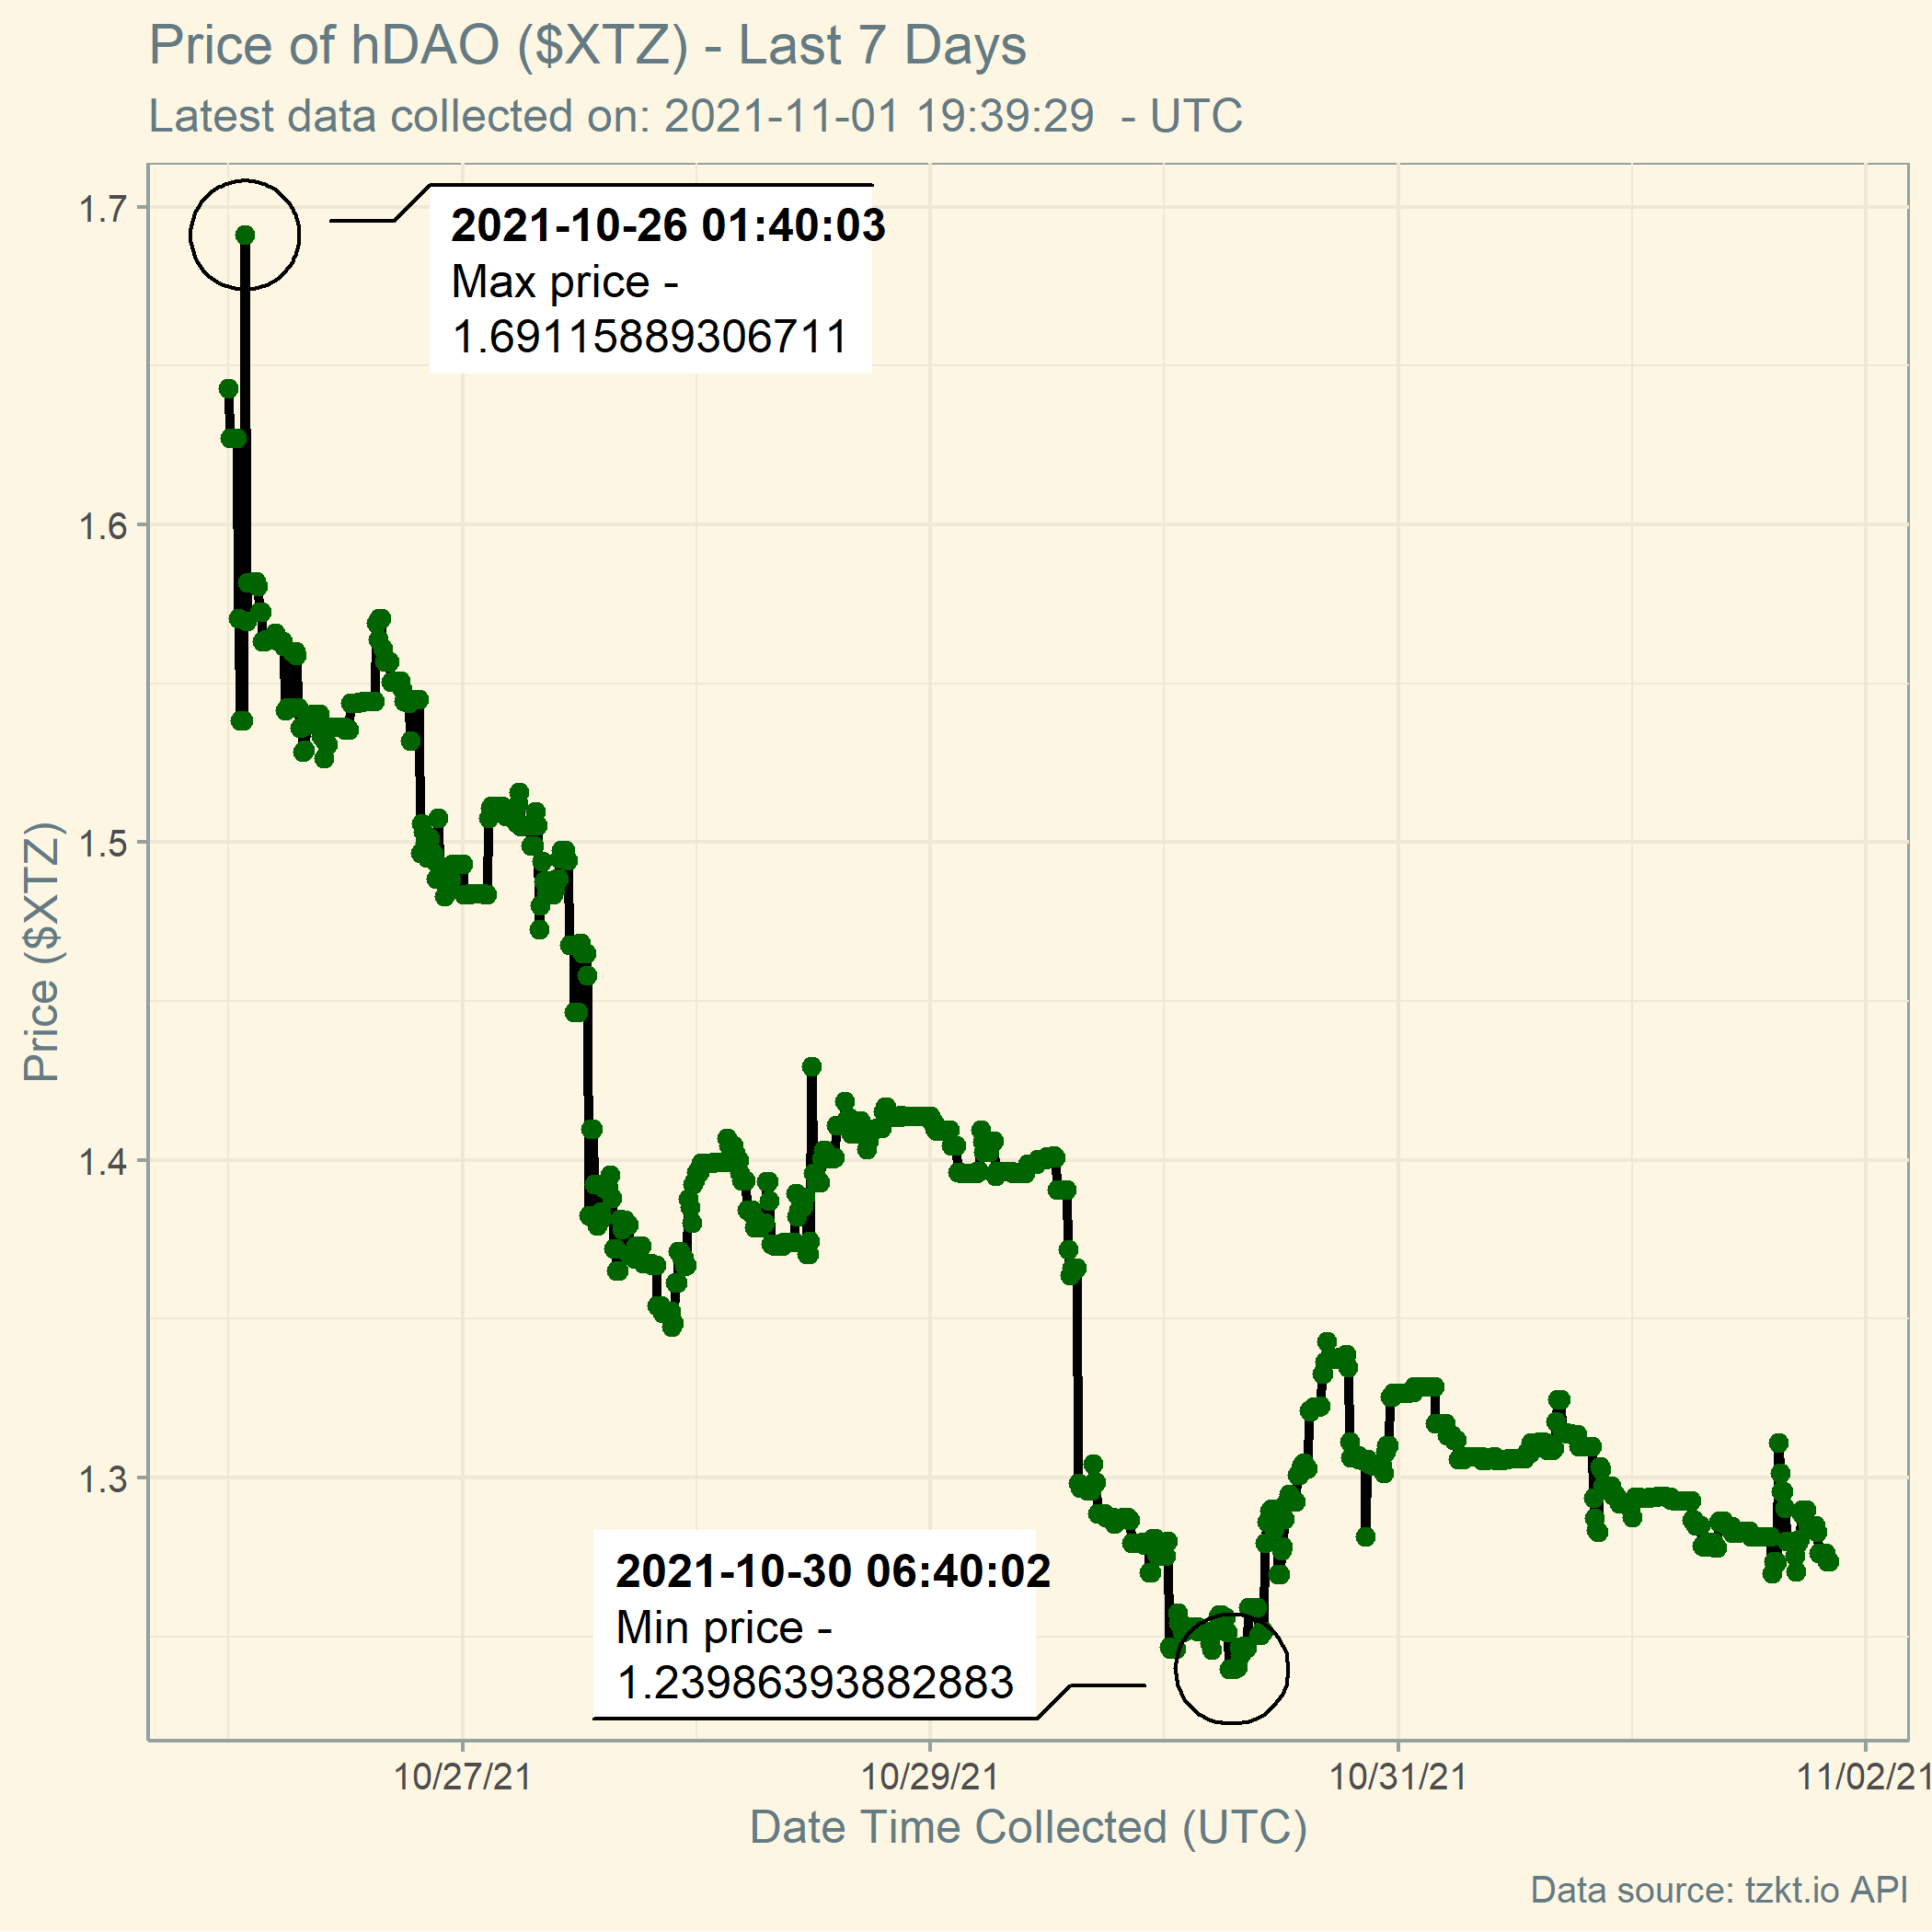 Price of hDAO ($XTZ) - Last 7 Days
Latest data collected on: 2021-11-01 19:39:29  - UTC
1.7
1.6
1.5
1.4
1.3
Price ($XTZ)
2021-10-26 01:40:03
Max price -
1.69115889306711
2021-10-30 06:40:02
Min price -
1.23986393882883
10/27/21
10/29/21
10/31/21
11/02/21
Date Time Collected (UTC)
Data source: tzkt.io API